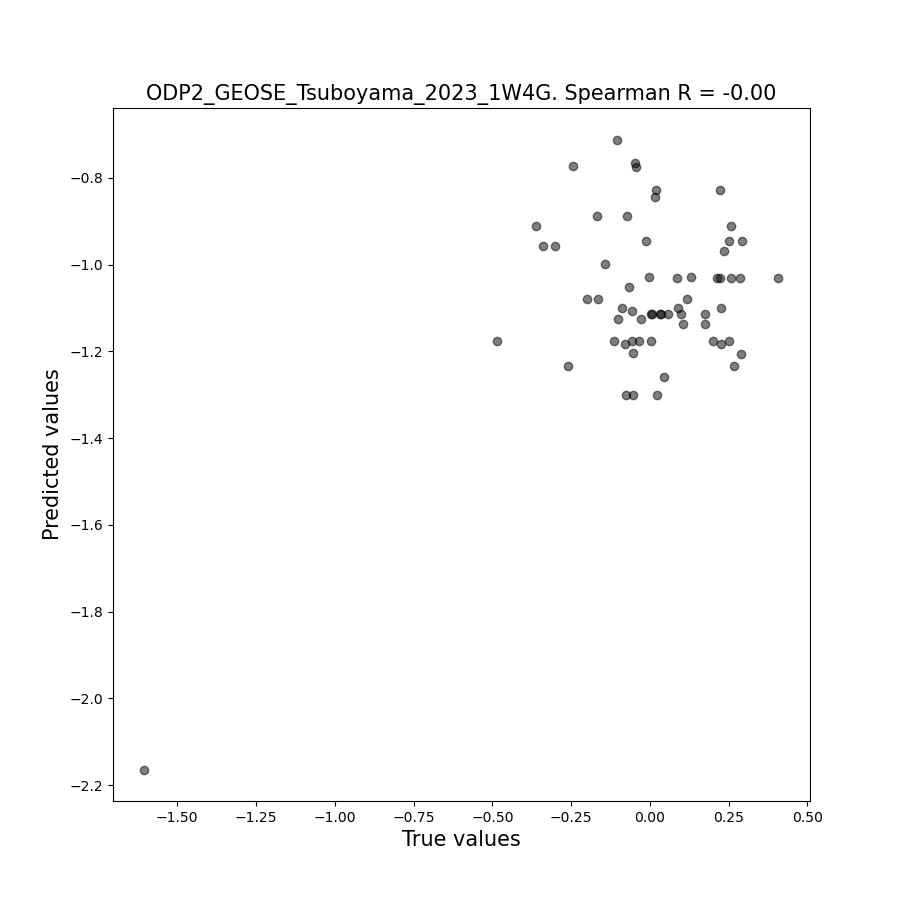 ODP2_GEOSE_Tsuboyama_2023_1W4G. Spearman R = -0.00
Predicted values
−0.8
−1.0
−1.2
−1.4
−1.6
−1.8
−2.0
−2.2
−1.50 −1.25 −1.00 −0.75 −0.50 −0.25 0.00 0.25 0.50
True values